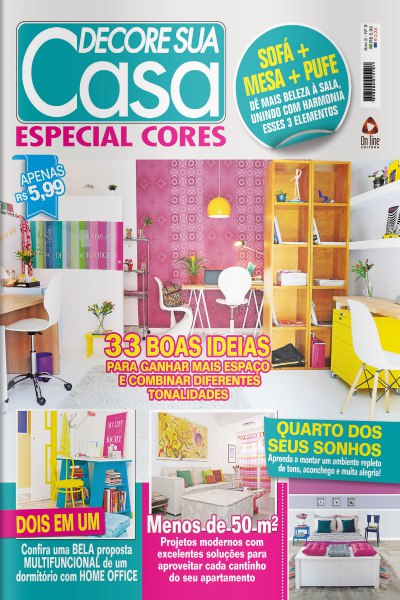 DECORE SUA
Casa
ESPECIAL CORES
SOFÁ +
MESA + PUFE
DÊ MAIS BELEZA À SALA,
UNINDO COM HARMONIA
ESSES 3 ELEMENTOS
On line
EDITORA
APENAS
R$ 5,99
33 BOAS IDEIAS
PARA GANHAR MAIS ESPAÇO
E COMBINAR DIFERENTES
TONALIDADES
DOIS EM UM
Confira uma BELA proposta
MULTIFUNCIONAL de um
dormitório com HOME OFFICE
Menos de 50 m²
Projetos modernos com
excelentes soluções para
aproveitar cada cantinho
do seu apartamento
QUARTO DOS
SEUS SONHOS
Aprenda a montar um ambiente repleto
de tons, aconchego e muita alegria!